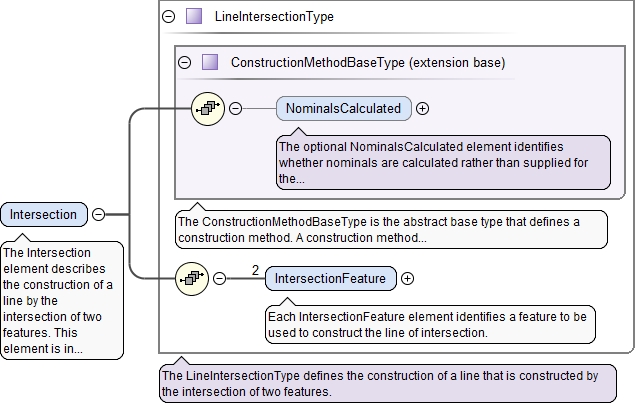 LineIntersectionType
ConstructionMethodBaseType (extension base)
NominalsCalculated
The optional NominalsCalculated element identifies
whether nominals are calculated rather than supplied for
the...
The ConstructionMethodBaseType is the abstract base type that defines a
construction method. A construction method...
Intersection
The Intersection
element describes
the construction of a
line by the
intersection of two
features. This
element is in...
2
IntersectionFeature
Each IntersectionFeature element identifies a feature to be
used to construct the line of intersection.
The LineIntersectionType defines the construction of a line that is constructed by
the intersection of two features.